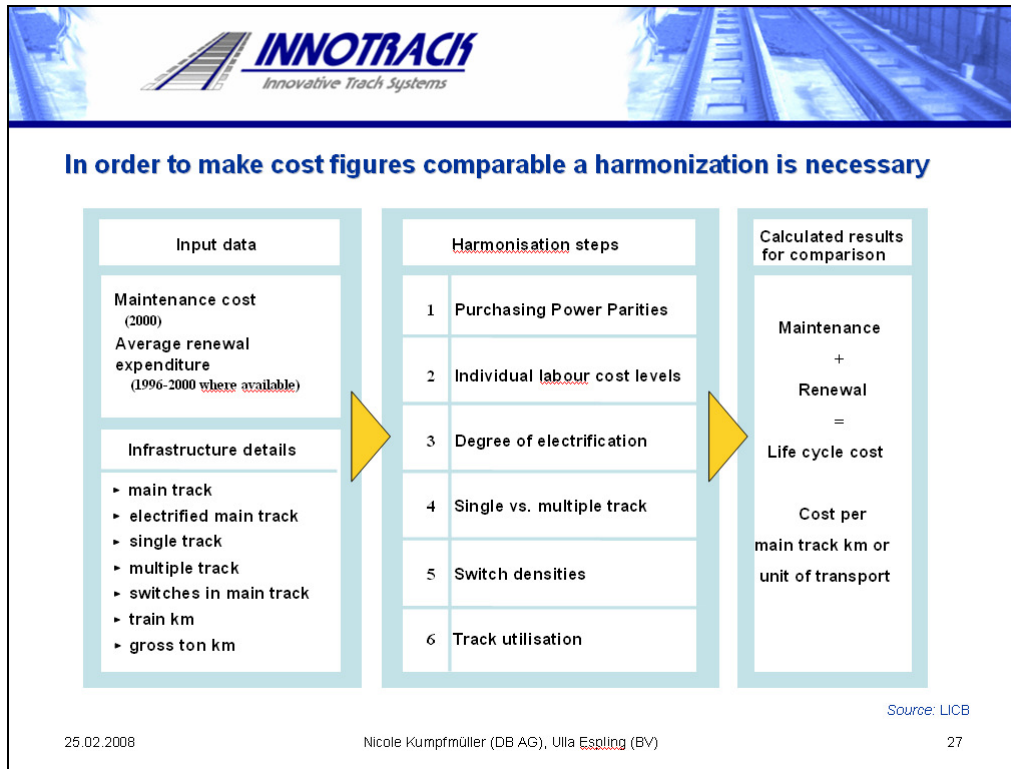 INNOTRACK
Innovative Track Systems
In order to make cost figures comparable a harmonization is necessary
Input data
Maintenance cost
(2000)
Average renewal
expenditure
(1996-2000 where available)
Infrastructure details
► main track
► electrified main track
► single track
► multiple track
► switches in main track
► train km
► gross ton km
Harmonisation steps
1 Purchasing Power Parities
2 Individual labour cost levels
3 Degree of electrification
4 Single vs. multiple track
5 Switch densities
6 Track utilisation
Calculated results
for comparison
Maintenance
+
Renewal
=
Life cycle cost
Cost per
main track km or
unit of transport
Source: LICB
25.02.2008 Nicole Kumpfmüller (DB AG), Ulla Espling (BV) 27